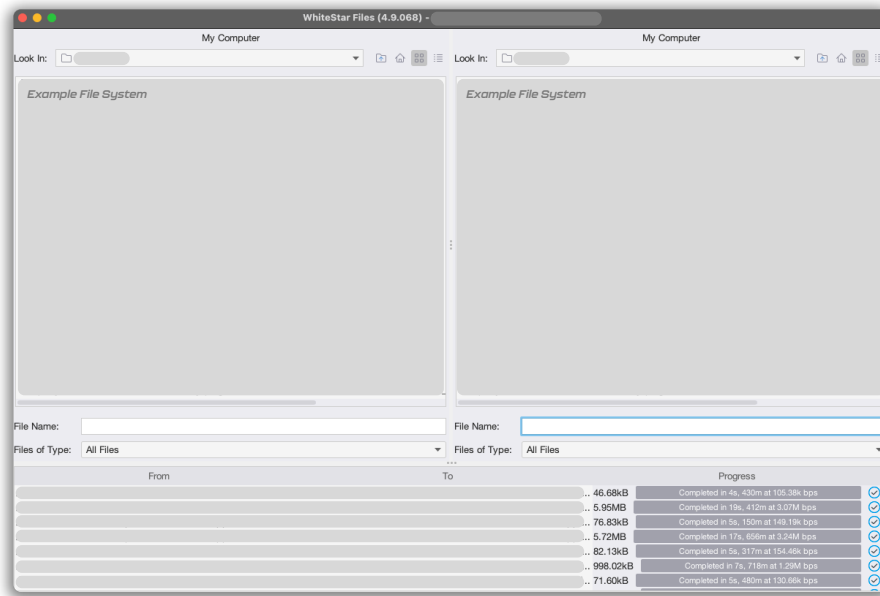 WhiteStar Files (4.9.068) -
My Computer
My Computer
Look In:
Look In:
Example File System
Example File System
File Name:
File Name:
Files of Type: All Files
Files of Type: All Files
From To Progress
.. 46.68kB Completed in 4s, 430m at 105.38k bps
.. 5.95MB Completed in 19s, 412m at 3.07M bps
.. 76.83kB Completed in 5s, 150m at 149.19k bps
.. 5.72MB Completed in 17s, 656m at 3.24M bps
.. 82.13kB Completed in 5s, 317m at 154.46k bps
.. 998.02kB Completed in 7s, 718m at 1.29M bps
.. 71.60kB Completed in 5s, 480m at 130.66k bps